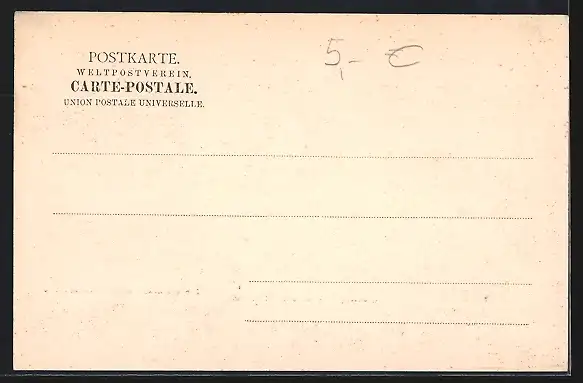 POSTKARTE.
WELTPOSTVEREIN.
CARTE-POSTALE.
UNION POSTALE UNIVERSELLE.
5,- €